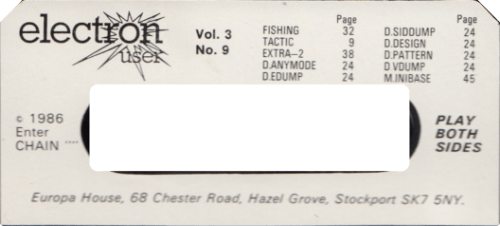 electron
user
Vol. 3
No. 9
Page
FISHING 32
TACTIC 9
EXTRA-2 38
D.ANYMODE 24
D.EDUMP 24
Page
D.SIDDUMP 24
D.DESIGN 24
D.PATTERN 24
D.VDUMP 24
M.INIBASE 45
© 1986
Enter
CHAIN ""
PLAY
BOTH
SIDES
Europa House, 68 Chester Road, Hazel Grove, Stockport SK7 5NY.